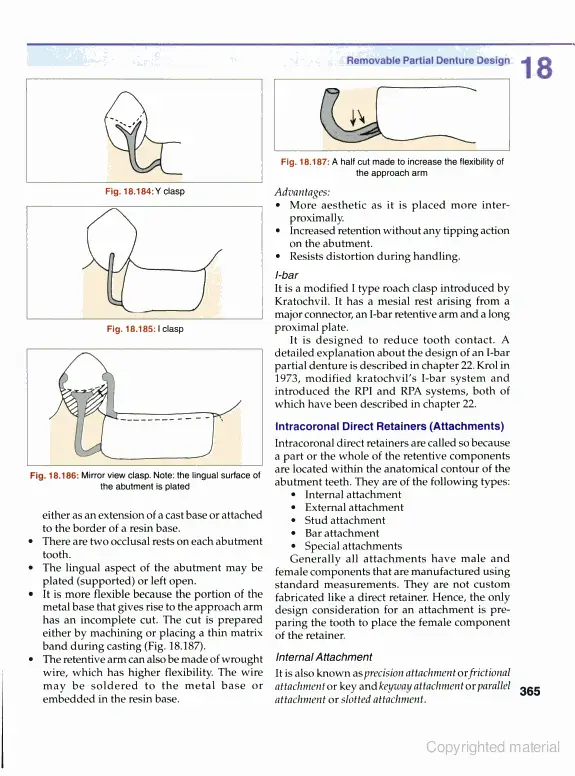 Removable Partial Denture Design
18
Fig. 18.184: Y clasp
Fig. 18.185: I clasp
Fig. 18.186: Mirror view clasp. Note: the lingual surface of
the abutment is plated
either as an extension of a cast base or attached
to the border of a resin base.
• There are two occlusal rests on each abutment
tooth.
• The lingual aspect of the abutment may be
plated (supported) or left open.
• It is more flexible because the portion of the
metal base that gives rise to the approach arm
has an incomplete cut. The cut is prepared
either by machining or placing a thin matrix
band during casting (Fig. 18.187).
• The retentive arm can also be made of wrought
wire, which has higher flexibility. The wire
may be soldered to the metal base or
embedded in the resin base.
Fig. 18.187: A half cut made to increase the flexibility of
the approach arm
Advantages:
• More aesthetic as it is placed more inter-
proximally.
• Increased retention without any tipping action
on the abutment.
• Resists distortion during handling.
I-bar
It is a modified I type roach clasp introduced by
Kratochvil. It has a mesial rest arising from a
major connector, an I-bar retentive arm and a long
proximal plate.
It is designed to reduce tooth contact. A
detailed explanation about the design of an I-bar
partial denture is described in chapter 22. Krol in
1973, modified kratochvil's I-bar system and
introduced the RPI and RPA systems, both of
which have been described in chapter 22.
Intracoronal Direct Retainers (Attachments)
Intracoronal direct retainers are called so because
a part or the whole of the retentive components
are located within the anatomical contour of the
abutment teeth. They are of the following types:
• Internal attachment
• External attachment
• Stud attachment
• Bar attachment
• Special attachments
Generally all attachments have male and
female components that are manufactured using
standard measurements. They are not custom
fabricated like a direct retainer. Hence, the only
design consideration for an attachment is pre-
paring the tooth to place the female component
of the retainer.
Internal Attachment
It is also known as precision attachment or frictional
attachment or key and keyway attachment or parallel
attachment or slotted attachment.
365
Copyrighted material